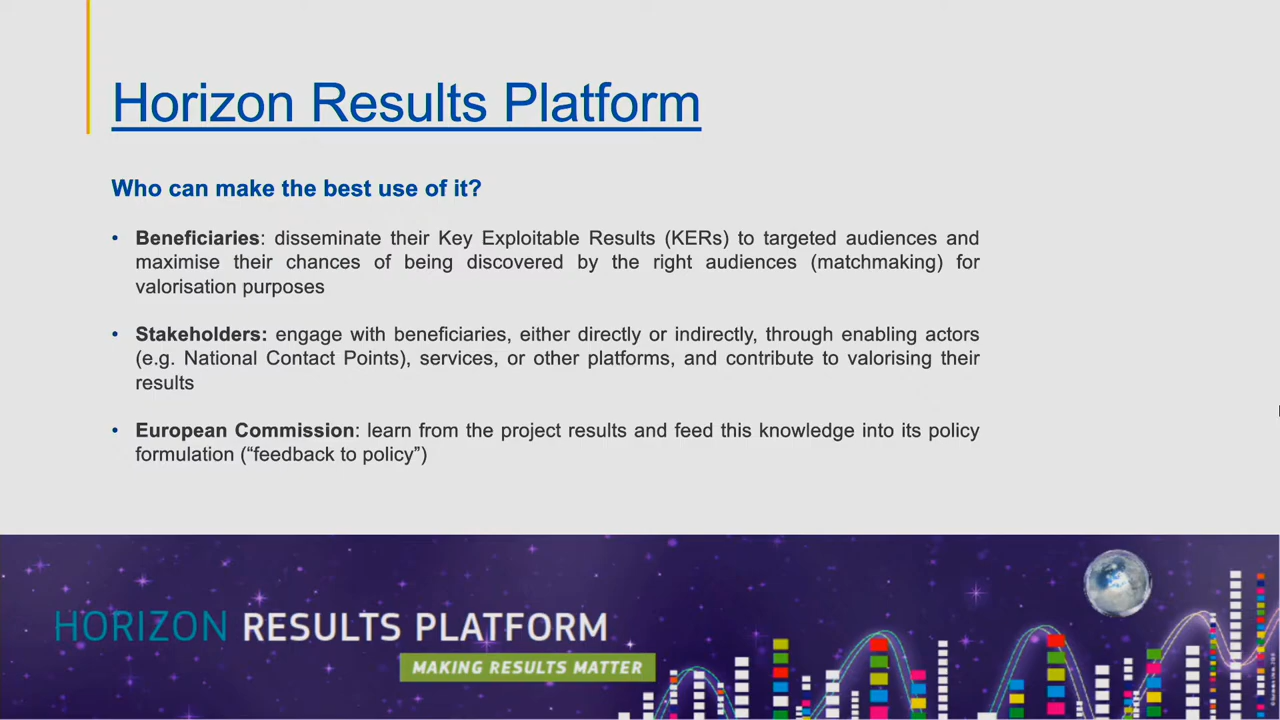 Horizon Results Platform
Who can make the best use of it?
• Beneficiaries: disseminate their Key Exploitable Results (KERs) to targeted audiences and
maximise their chances of being discovered by the right audiences (matchmaking) for
valorisation purposes
• Stakeholders: engage with beneficiaries, either directly or indirectly, through enabling actors
(e.g. National Contact Points), services, or other platforms, and contribute to valorising their
results
• European Commission: learn from the project results and feed this knowledge into its policy
formulation (“feedback to policy”)
HORIZON RESULTS PLATFORM
MAKING RESULTS MATTER